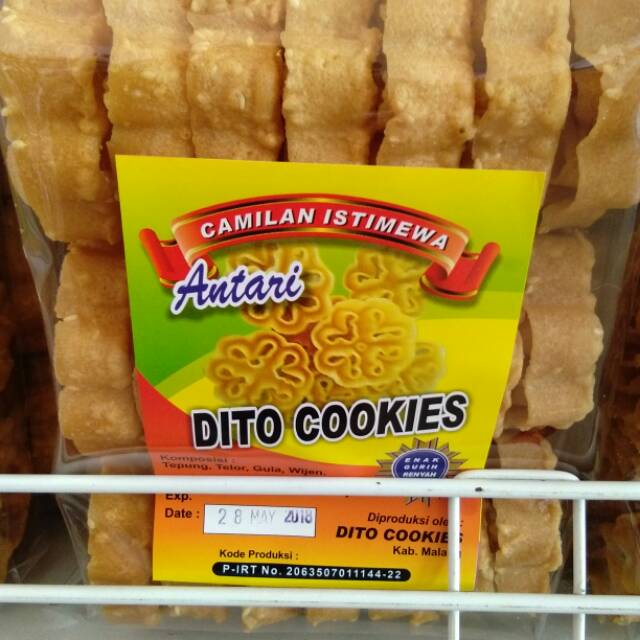 CAMILAN ISTIMEWA
Antari
DITO COOKIES
Komposisi :
Tepung, Telor, Gula, Wijen,
ENAK
GURIH
RENYAH
Exp.
Date : 28 MAY 2018
Diproduksi oleh :
DITO COOKIES
Kab. Malang
Kode Produksi :
P-IRT No. 2063507011144-22